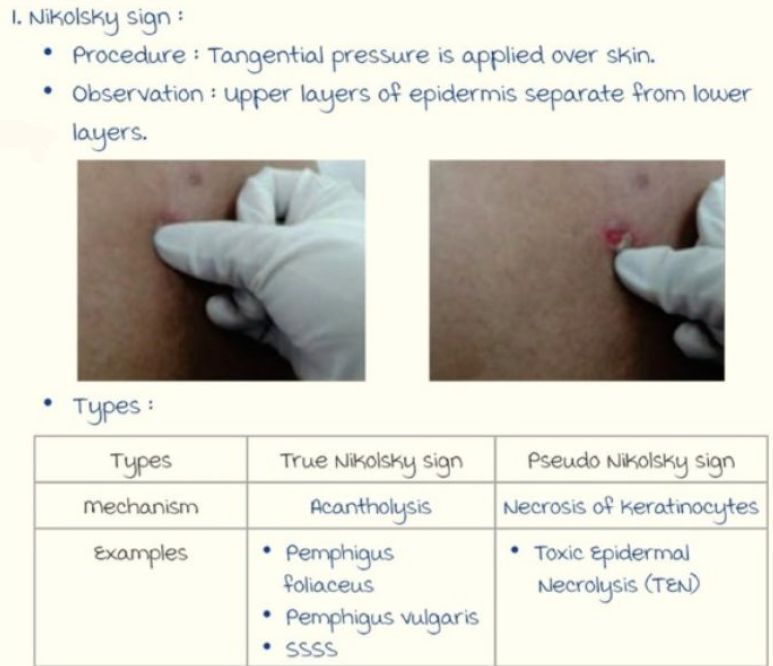 1. Nikolsky sign :
• Procedure : Tangential pressure is applied over skin.
• Observation : upper layers of epidermis separate from lower
layers.
• Types :
Types True Nikolsky sign Pseudo Nikolsky sign
mechanism Acantholysis Necrosis of keratinocytes
Examples • Pemphigus • Toxic Epidermal
foliaceus Necrolysis (TEN)
• Pemphigus vulgaris
• SSSS